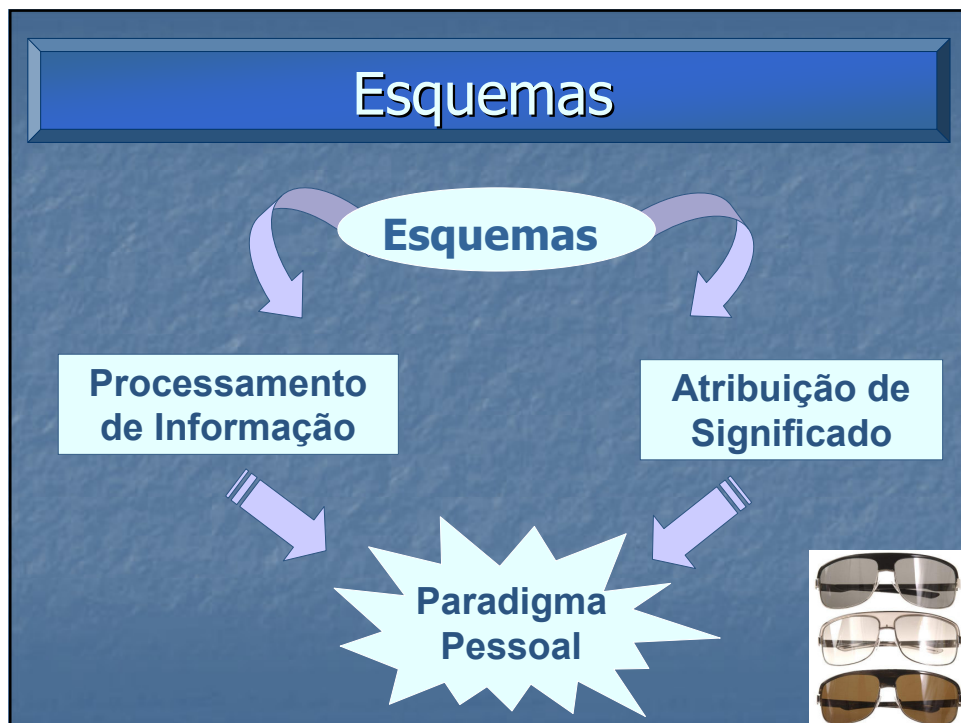 Esquemas
Esquemas
Processamento
de Informação
Atribuição de
Significado
Paradigma
Pessoal